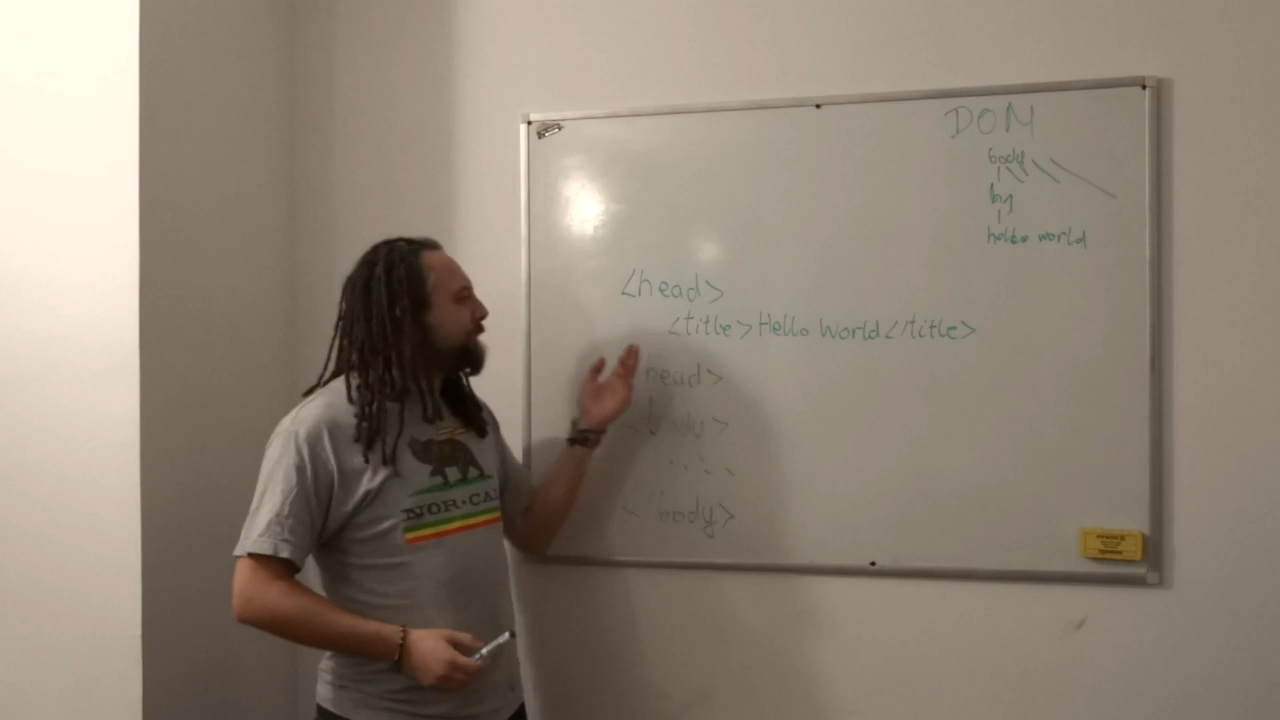 DOM
body
h1
hello world
<head>
<title>Hello World</title>
head>
<body>
....
< body>
NOR·CAL